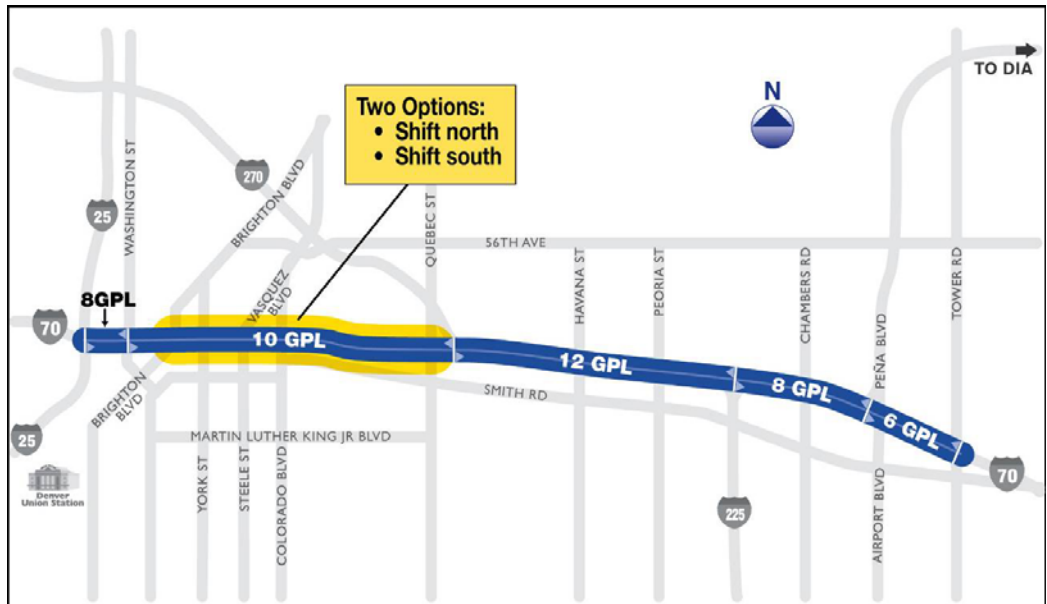 TO DIA
N
Two Options:
• Shift north
• Shift south
WASHINGTON ST
270
BRIGHTON BLVD
25
QUEBEC ST
56TH AVE
VASQUEZ
BLVD
HAVANA ST
PEORIA ST
CHAMBERS RD
PEÑA BLVD
TOWER RD
8GPL
70
10 GPL
12 GPL
8 GPL
6 GPL
BRIGHTON
BLVD
SMITH RD
25
MARTIN LUTHER KING JR BLVD
Denver
Union Station
YORK ST
STEELE ST
COLORADO BLVD
225
AIRPORT BLVD
70